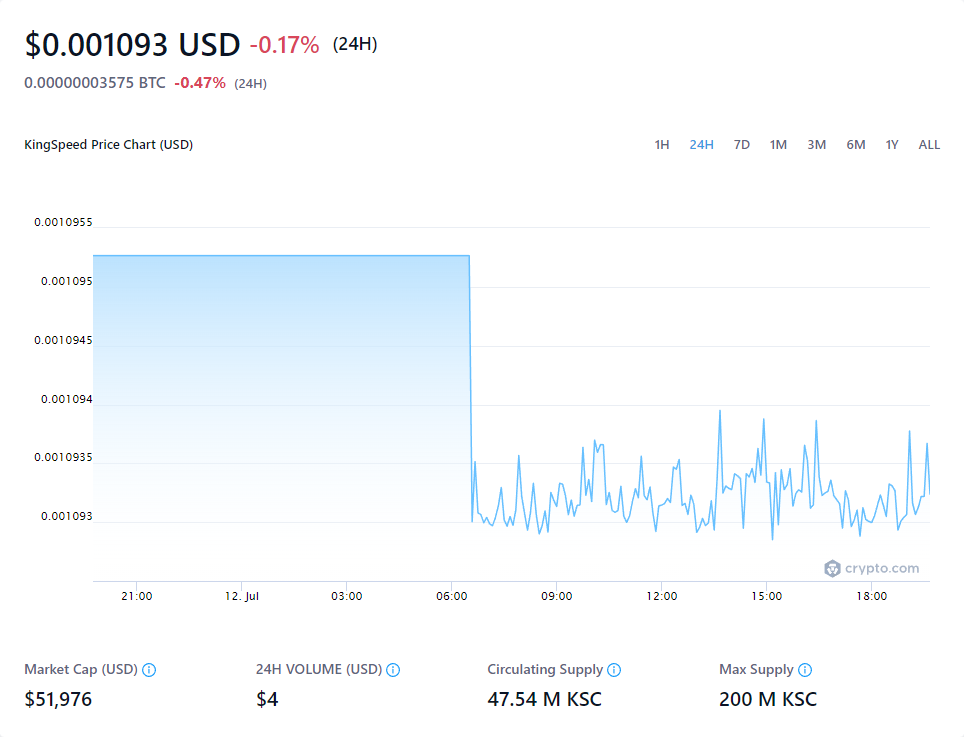 $0.001093 USD -0.17% (24H)
0.00000003575 BTC -0.47% (24H)
KingSpeed Price Chart (USD) 1H 24H 7D 1M 3M 6M 1Y ALL
0.0010955
0.001095
0.0010945
0.001094
0.0010935
0.001093
crypto.com
21:00 12. Jul 03:00 06:00 09:00 12:00 15:00 18:00
Market Cap (USD) 24H VOLUME (USD) Circulating Supply Max Supply
$51,976 $4 47.54 M KSC 200 M KSC